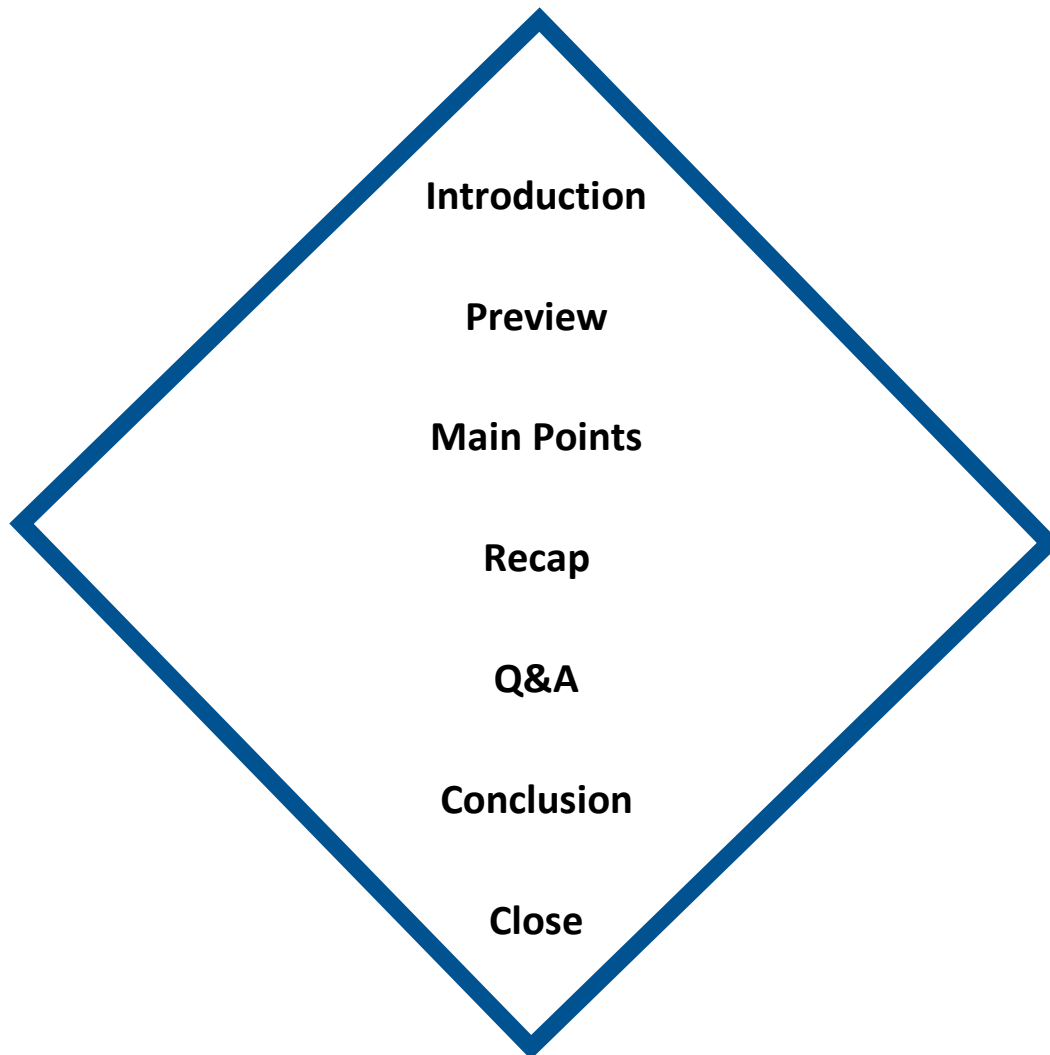 Introduction
Preview
Main Points
Recap
Q&A
Conclusion
Close